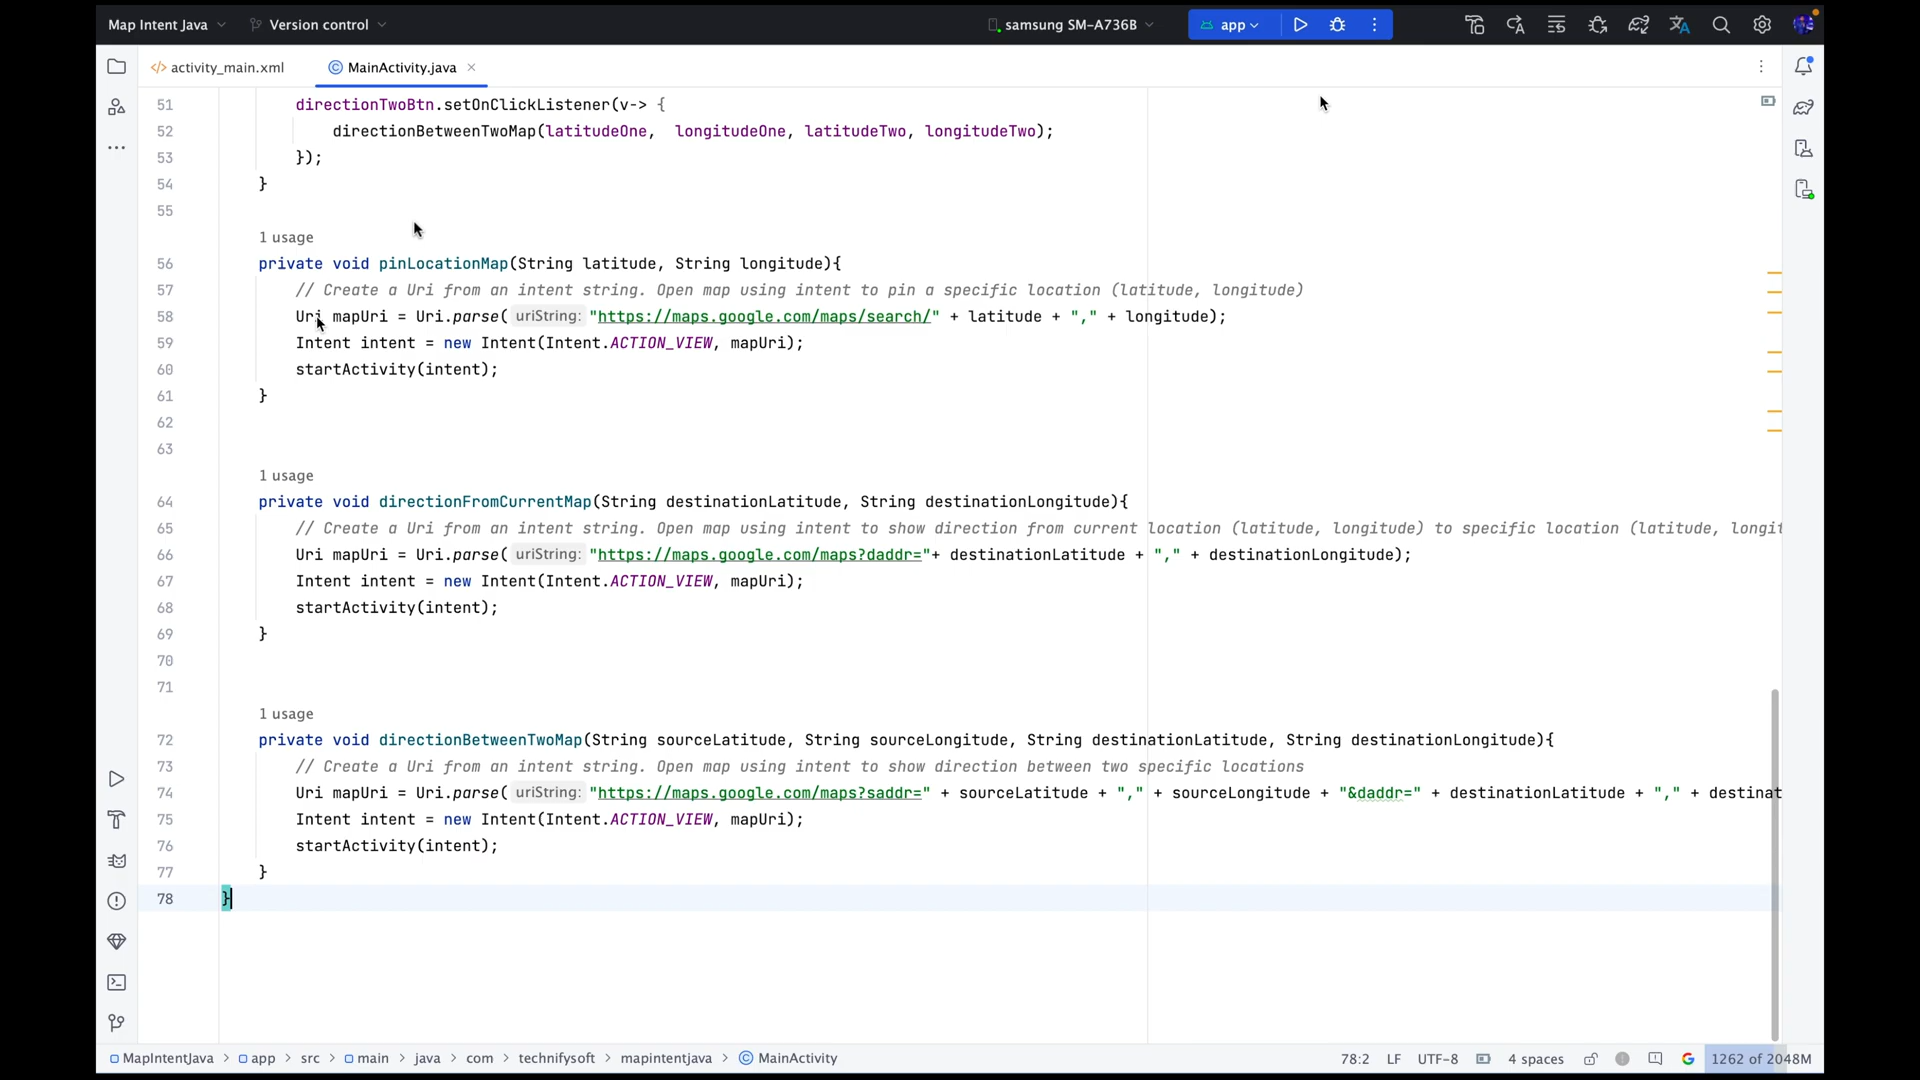 Map Intent Java
Version control
samsung SM-A736B
app
activity_main.xml
MainActivity.java
51 directionTwoBtn.setOnClickListener(v-> {
52 directionBetweenTwoMap(latitudeOne, longitudeOne, latitudeTwo, longitudeTwo);
53 });
54 }
55
1 usage
56 private void pinLocationMap(String latitude, String longitude){
57 // Create a Uri from an intent string. Open map using intent to pin a specific location (latitude, longitude)
58 Uri mapUri = Uri.parse( uriString: "https://maps.google.com/maps/search/" + latitude + "," + longitude);
59 Intent intent = new Intent(Intent.ACTION_VIEW, mapUri);
60 startActivity(intent);
61 }
62
63
1 usage
64 private void directionFromCurrentMap(String destinationLatitude, String destinationLongitude){
65 // Create a Uri from an intent string. Open map using intent to show direction from current location (latitude, longitude) to specific location (latitude, longit
66 Uri mapUri = Uri.parse( uriString: "https://maps.google.com/maps?daddr="+ destinationLatitude + "," + destinationLongitude);
67 Intent intent = new Intent(Intent.ACTION_VIEW, mapUri);
68 startActivity(intent);
69 }
70
71
1 usage
72 private void directionBetweenTwoMap(String sourceLatitude, String sourceLongitude, String destinationLatitude, String destinationLongitude){
73 // Create a Uri from an intent string. Open map using intent to show direction between two specific locations
74 Uri mapUri = Uri.parse( uriString: "https://maps.google.com/maps?saddr=" + sourceLatitude + "," + sourceLongitude + "&daddr=" + destinationLatitude + "," + destinat
75 Intent intent = new Intent(Intent.ACTION_VIEW, mapUri);
76 startActivity(intent);
77 }
78 }
MapIntentJava > app > src > main > java > com > technifysoft > mapintentjava > MainActivity
78:2 LF UTF-8 4 spaces 1262 of 2048M